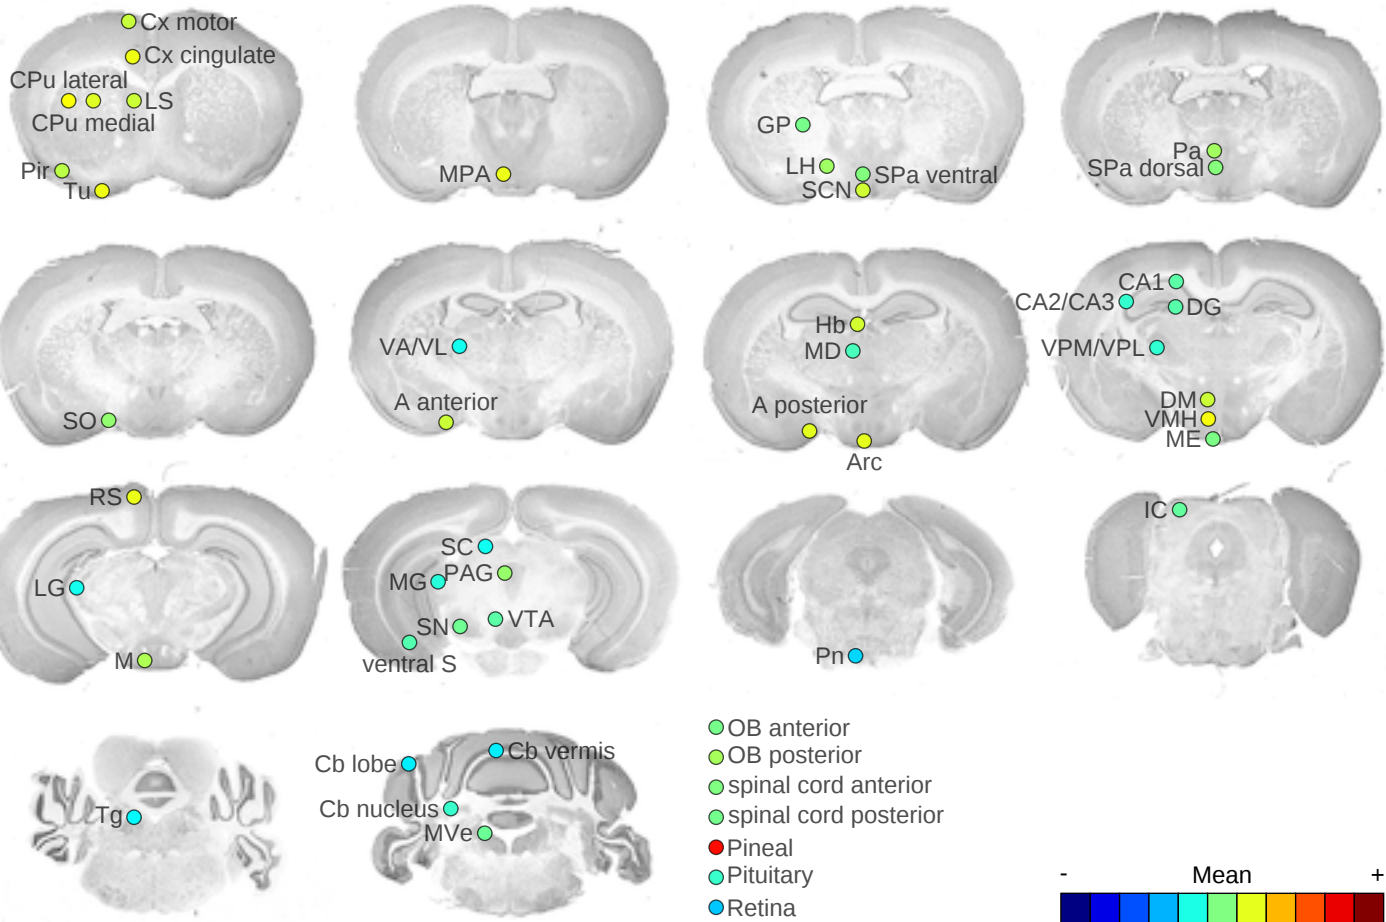 Cx motor
Cx cingulate
CPu lateral
LS
CPu medial
Pir
Tu
MPA
GP
LH
SPa ventral
SCN
Pa
SPa dorsal
SO
VA/VL
A anterior
Hb
MD
A posterior
Arc
CA1
CA2/CA3
DG
VPM/VPL
DM
VMH
ME
RS
LG
M
SC
PAG
MG
SN
VTA
ventral S
Pn
IC
Tg
Cb lobe
Cb vermis
Cb nucleus
MVe
OB anterior
OB posterior
spinal cord anterior
spinal cord posterior
Pineal
Pituitary
Retina
- Mean +